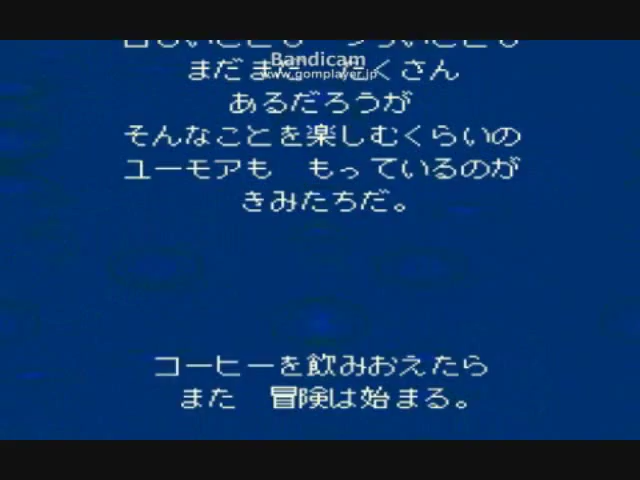 Bandicam
www.gomplayer.jp
まだまだ たくさん
あるだろうが
そんなことを楽しむくらいの
ユーモアも もっているのが
きみたちだ。
コーヒーを飲みおえたら
また 冒険は始まる。